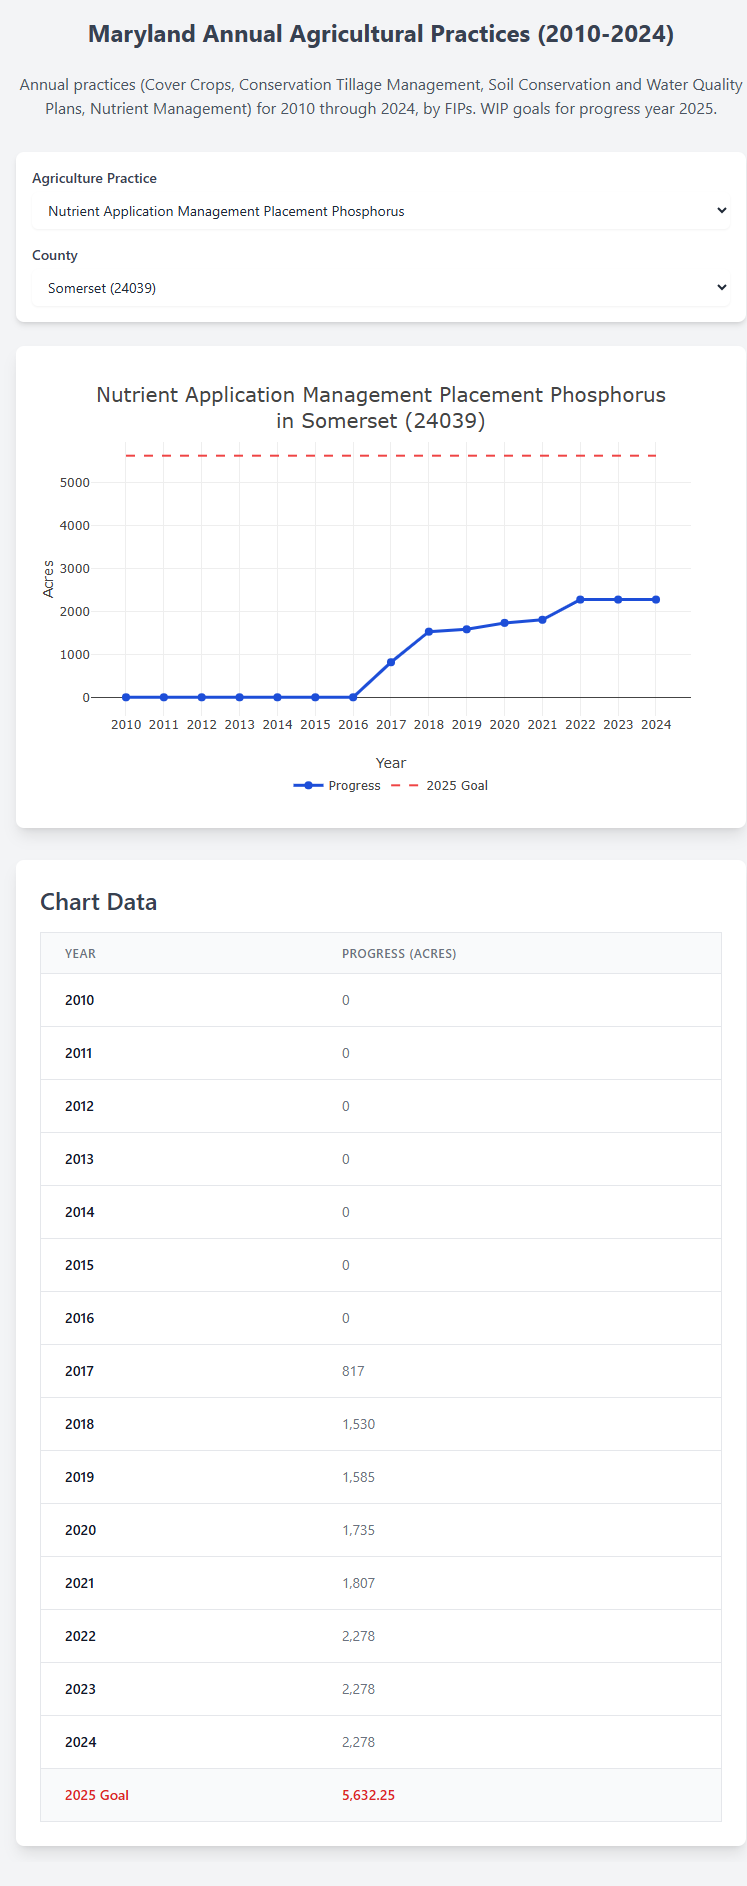 Maryland Annual Agricultural Practices (2010-2024)
Annual practices (Cover Crops, Conservation Tillage Management, Soil Conservation and Water Quality
Plans, Nutrient Management) for 2010 through 2024, by FIPs. WIP goals for progress year 2025.
Agriculture Practice
Nutrient Application Management Placement Phosphorus
County
Somerset (24039)
Nutrient Application Management Placement Phosphorus
in Somerset (24039)
5000
4000
3000
2000
1000
0
Acres
2010 2011 2012 2013 2014 2015 2016 2017 2018 2019 2020 2021 2022 2023 2024
Year
Progress 2025 Goal
Chart Data
YEAR PROGRESS (ACRES)
2010 0
2011 0
2012 0
2013 0
2014 0
2015 0
2016 0
2017 817
2018 1,530
2019 1,585
2020 1,735
2021 1,807
2022 2,278
2023 2,278
2024 2,278
2025 Goal 5,632.25